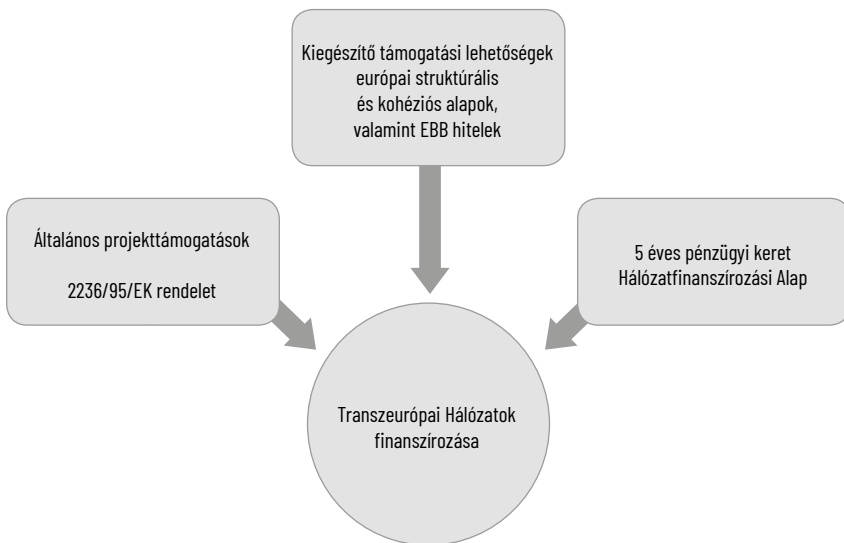 Kiegészítő támogatási lehetőségek
európai struktúrális
és kohéziós alapok,
valamint EBB hitelek
Általános projekttámogatások
2236/95/EK rendelet
5 éves pénzügyi keret
Hálózatfinanszírozási Alap
Transzeurópai Hálózatok
finanszírozása